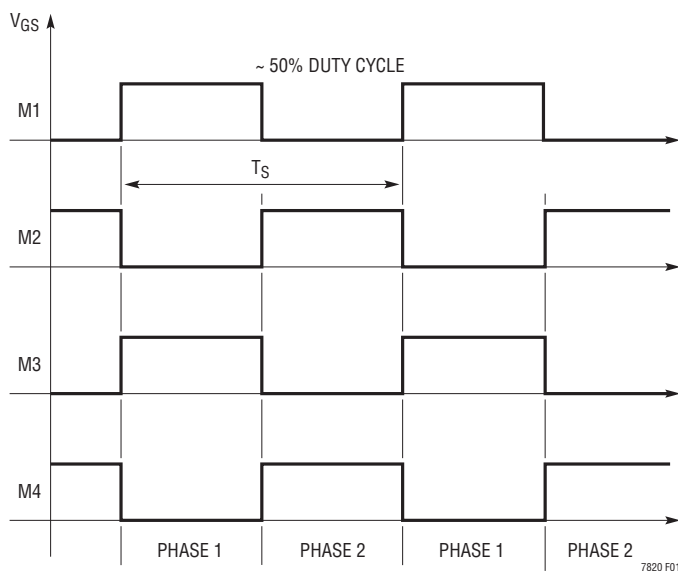 VGS
~ 50% DUTY CYCLE
M1
TS
M2
M3
M4
PHASE 1 PHASE 2 PHASE 1 PHASE 2
7820 F01